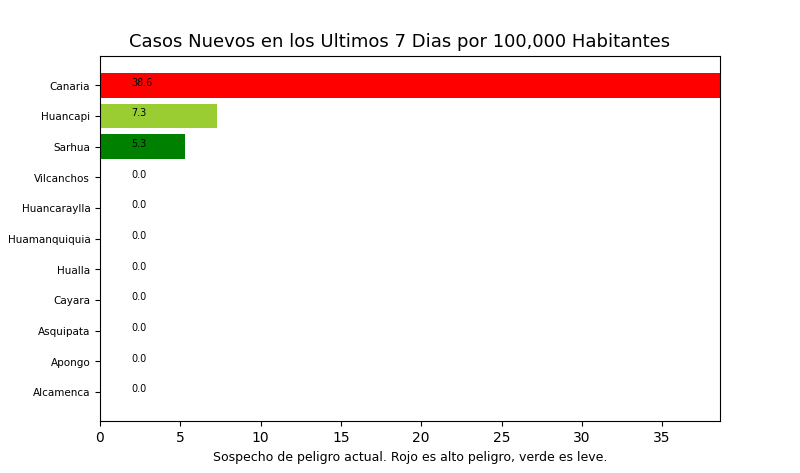 Casos Nuevos en los Ultimos 7 Dias por 100,000 Habitantes
Canaria 38.6
Huancapi 7.3
Sarhua 5.3
Vilcanchos 0.0
Huancaraylla 0.0
Huamanquiquia 0.0
Hualla 0.0
Cayara 0.0
Asquipata 0.0
Apongo 0.0
Alcamenca 0.0
0 5 10 15 20 25 30 35
Sospecho de peligro actual. Rojo es alto peligro, verde es leve.